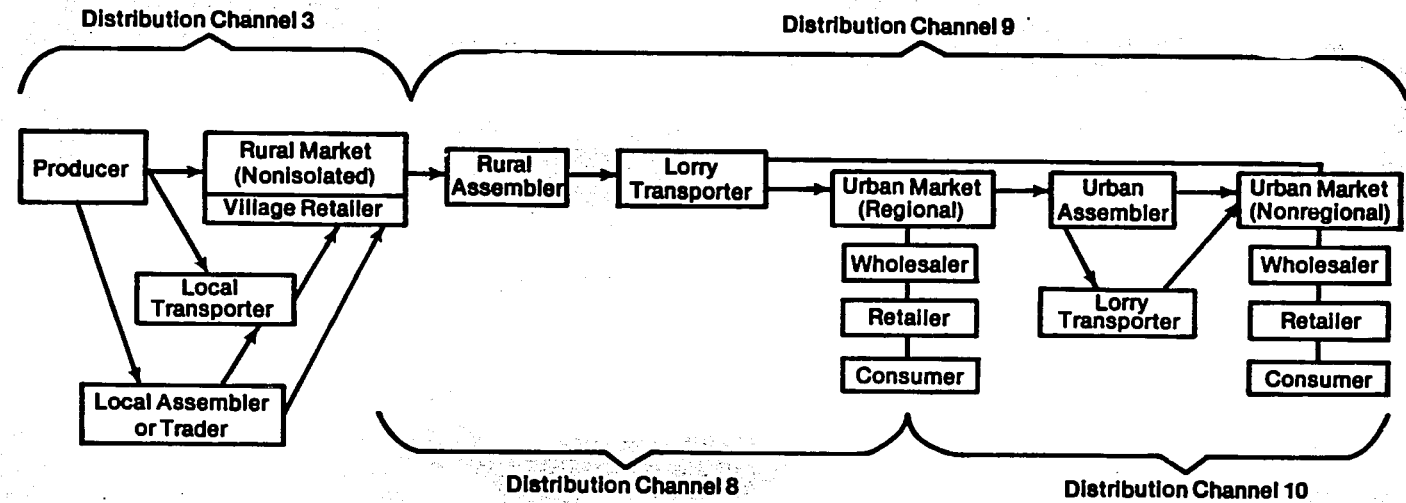 Distribution Channel 3
Distribution Channel 9
Producer
Rural Market
(Nonisolated)
Village Retailer
Rural
Assembler
Lorry
Transporter
Urban Market
(Regional)
Urban
Assembler
Urban Market
(Nonregional)
Wholesaler
Retailer
Consumer
Lorry
Transporter
Wholesaler
Retailer
Consumer
Local
Transporter
Local Assembler
or Trader
Distribution Channel 8
Distribution Channel 10